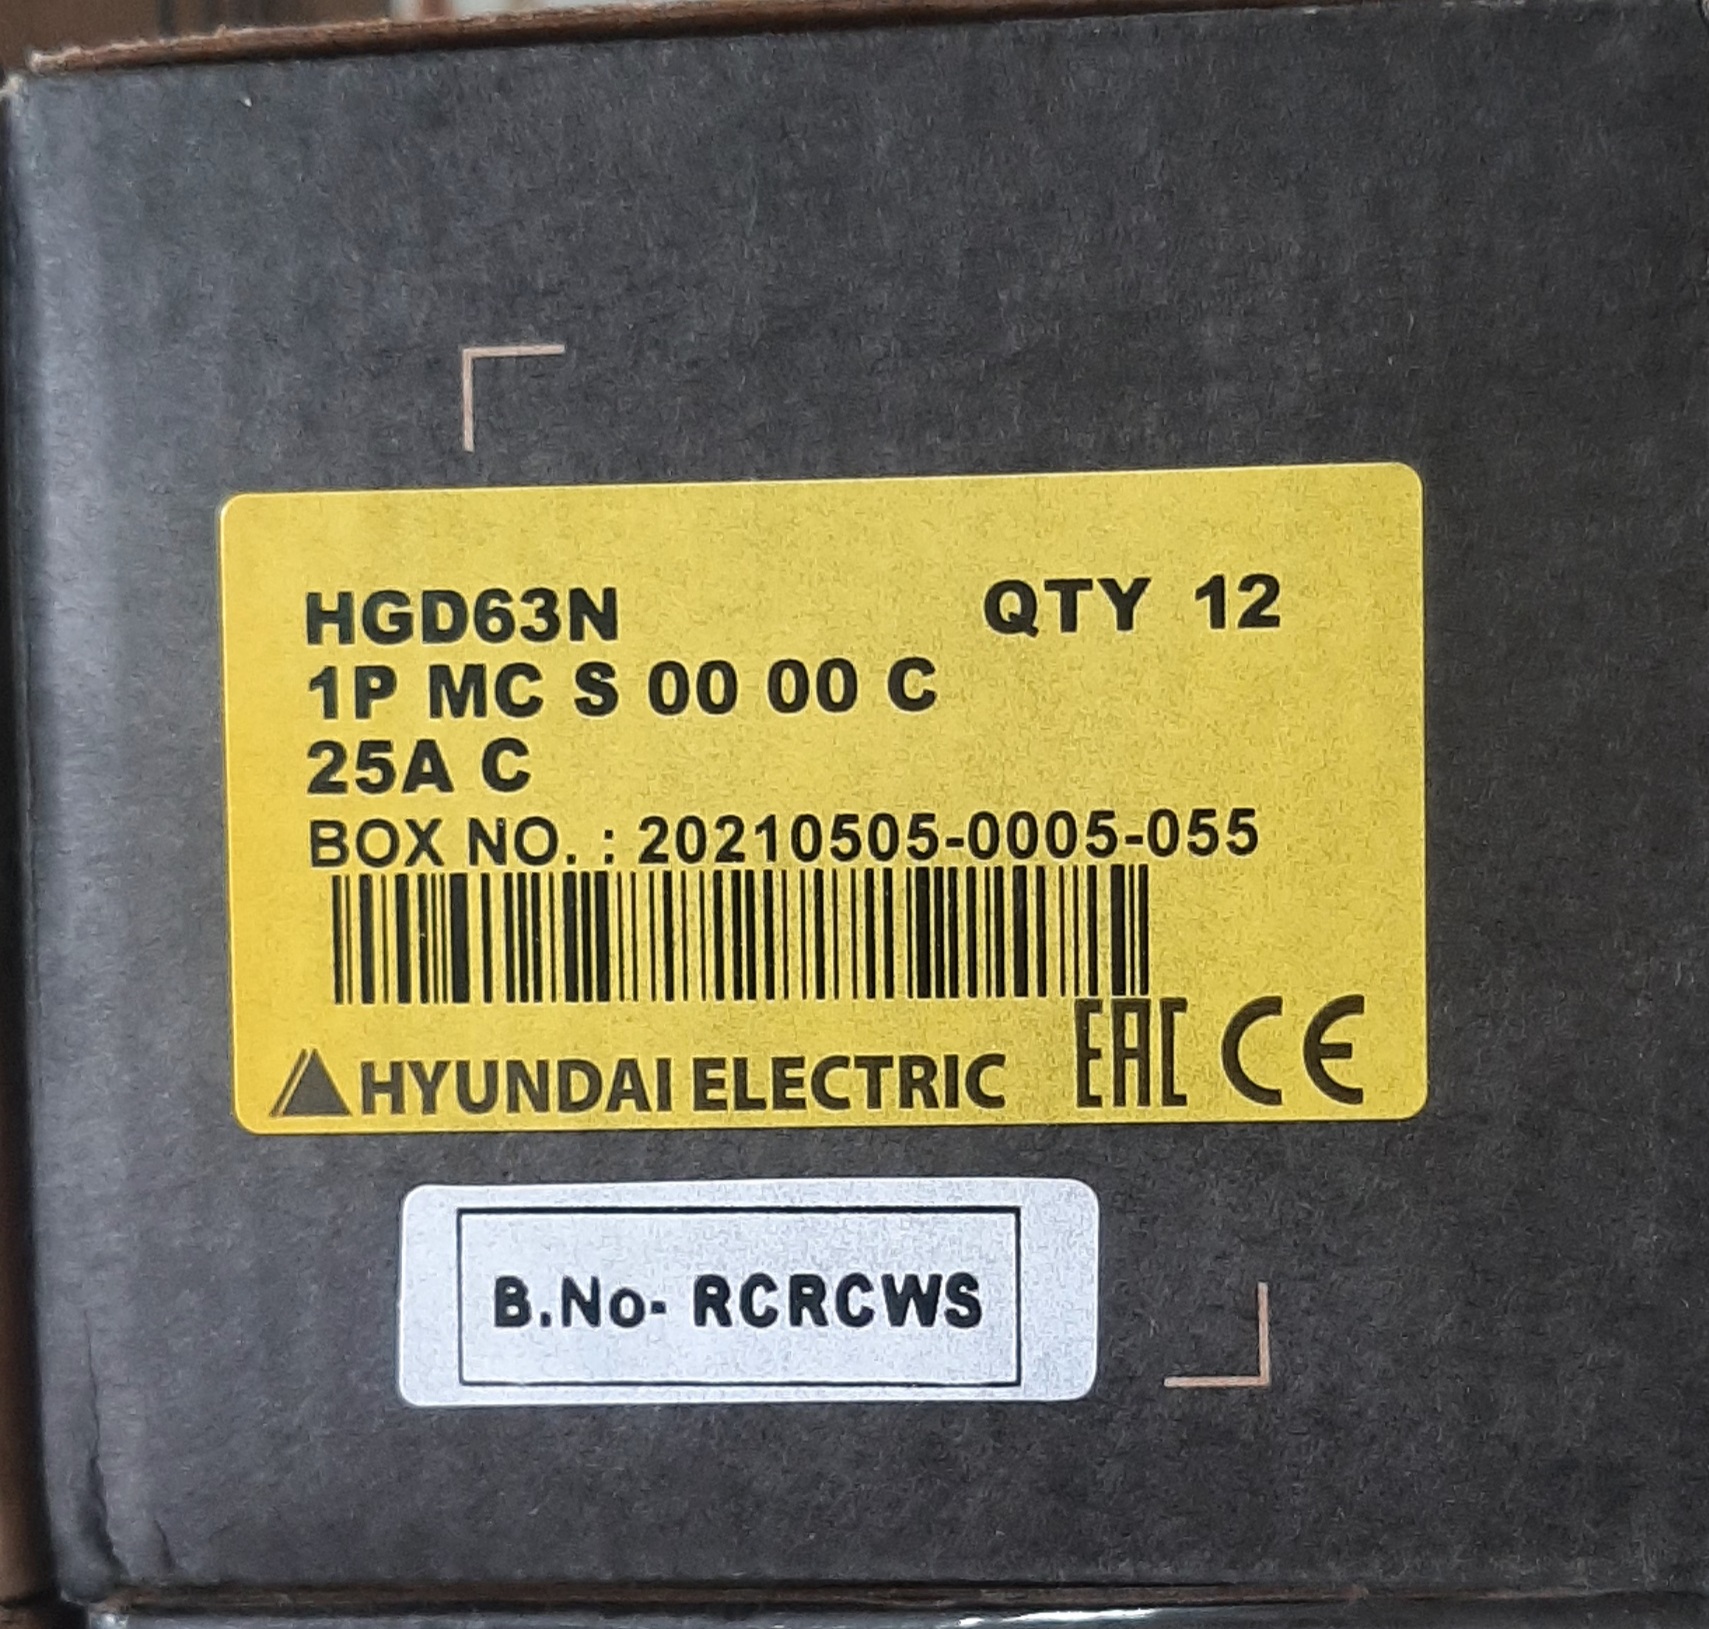 HGD63N QTY 12
1P MC S 00 00 C
25A C
BOX NO. : 20210505-0005-055
HYUNDAI ELECTRIC EAC CE
B.No- RCRCWS